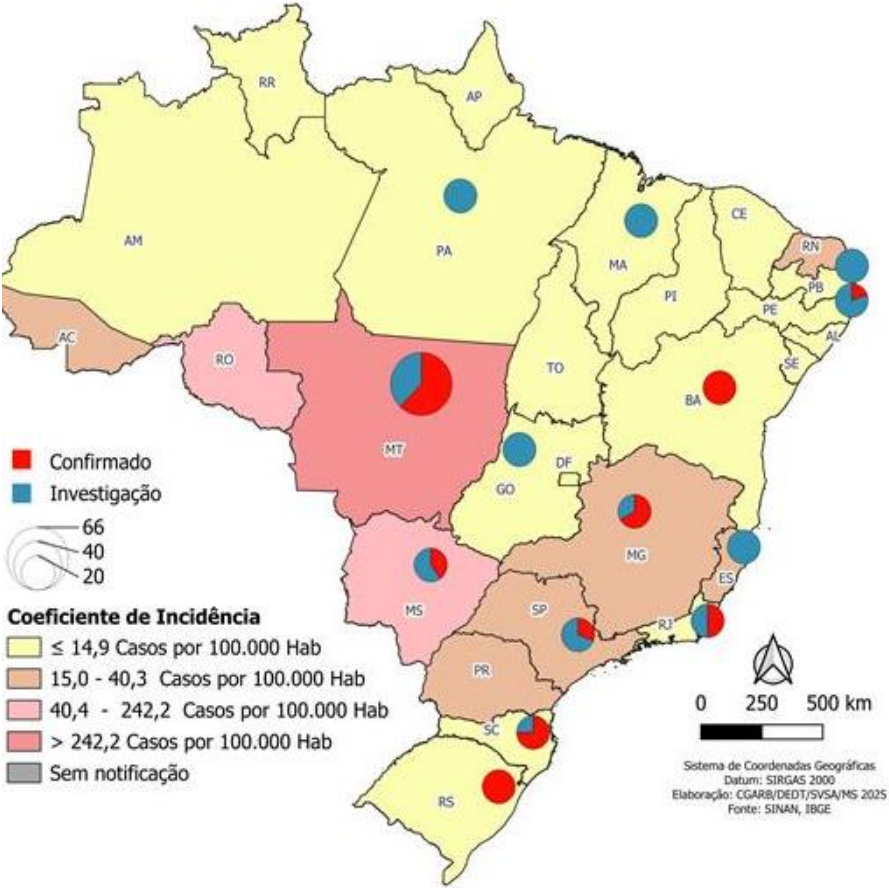 RR
AP
AM
PA
MA
CE
RN
PB
PI
PE
AL
SE
AC
RO
TO
BA
MT
GO
DF
MG
ES
MS
SP
RJ
PR
SC
RS
Confirmado
Investigação
66
40
20
Coeficiente de Incidência
≤ 14,9 Casos por 100.000 Hab
15,0 - 40,3 Casos por 100.000 Hab
40,4 - 242,2 Casos por 100.000 Hab
> 242,2 Casos por 100.000 Hab
Sem notificação
0 250 500 km
Sistema de Coordenadas Geográficas
Datum: SIRGAS 2000
Elaboração: CGARB/DEDT/SVSA/MS 2025
Fonte: SINAN, IBGE